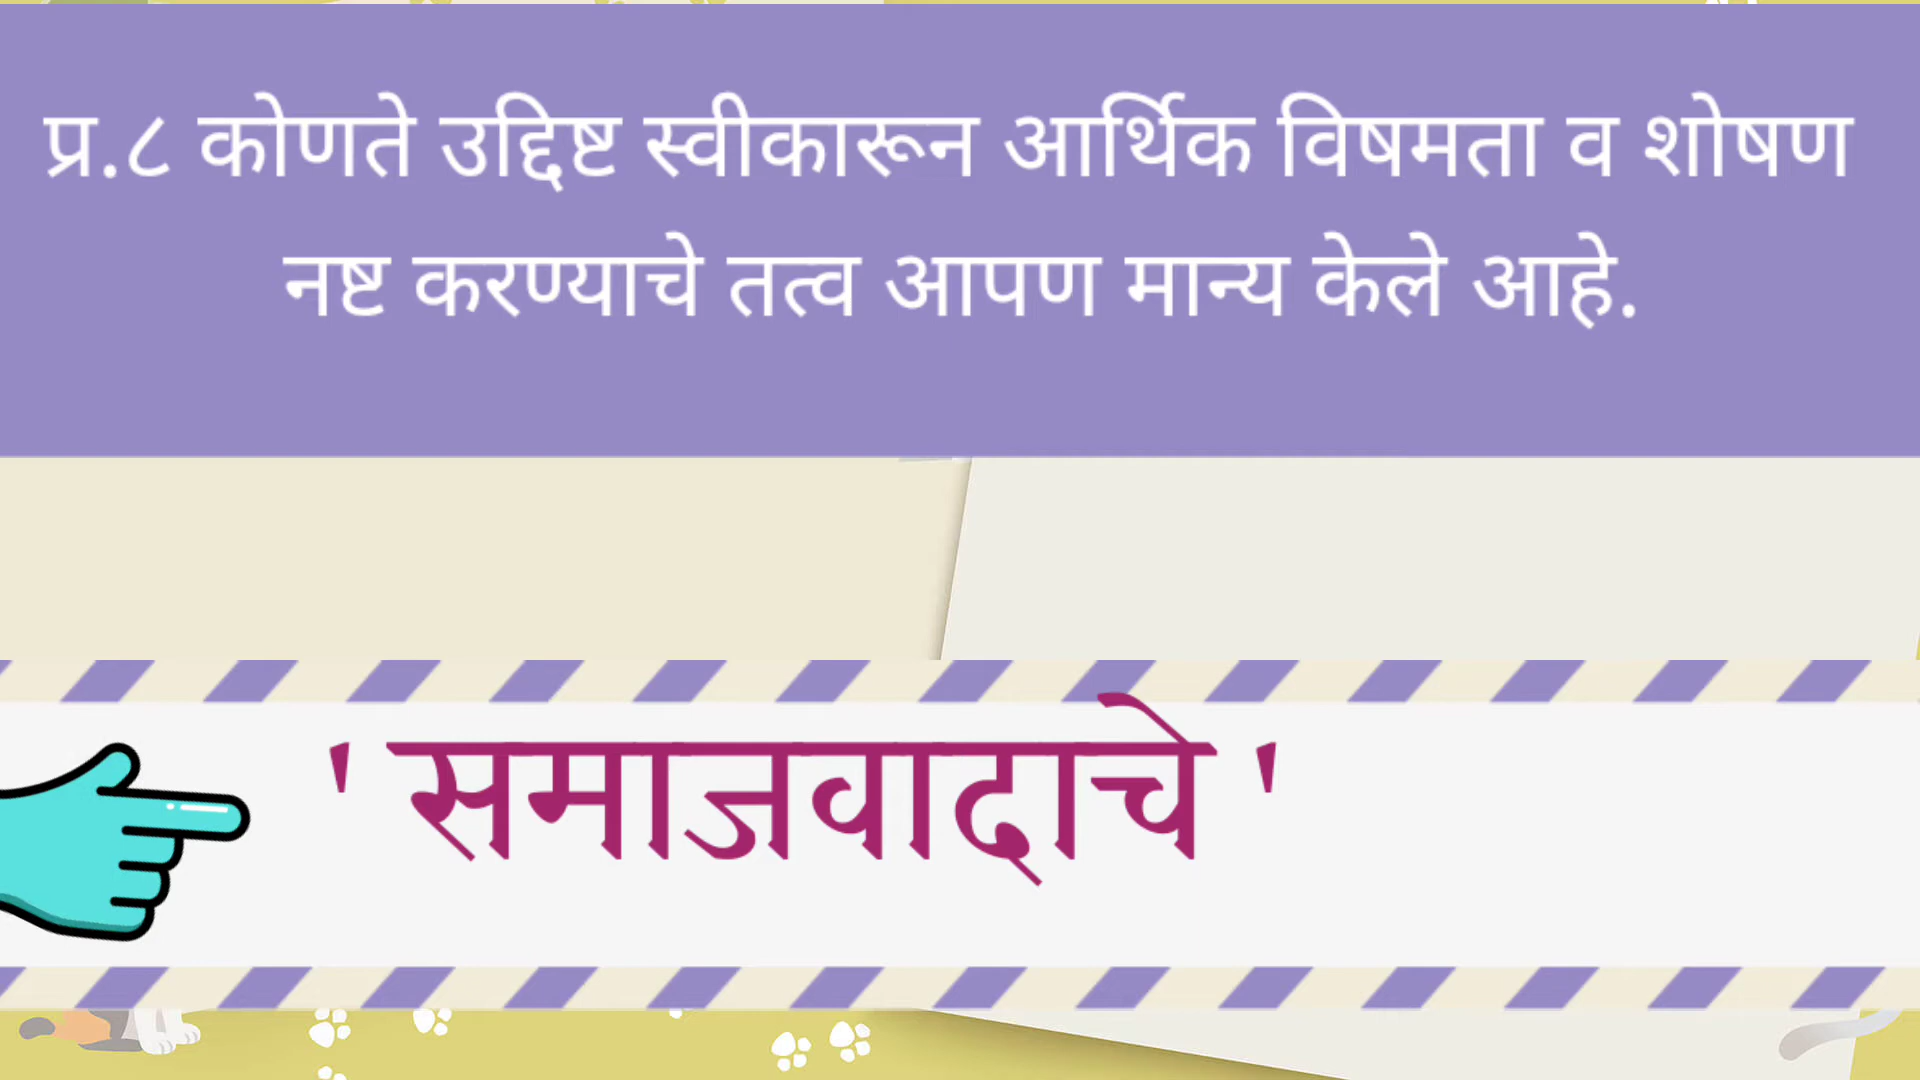 प्र.८ कोणते उद्दिष्ट स्वीकारून आर्थिक विषमता व शोषण
नष्ट करण्याचे तत्व आपण मान्य केले आहे.
' समाजवादाचे '